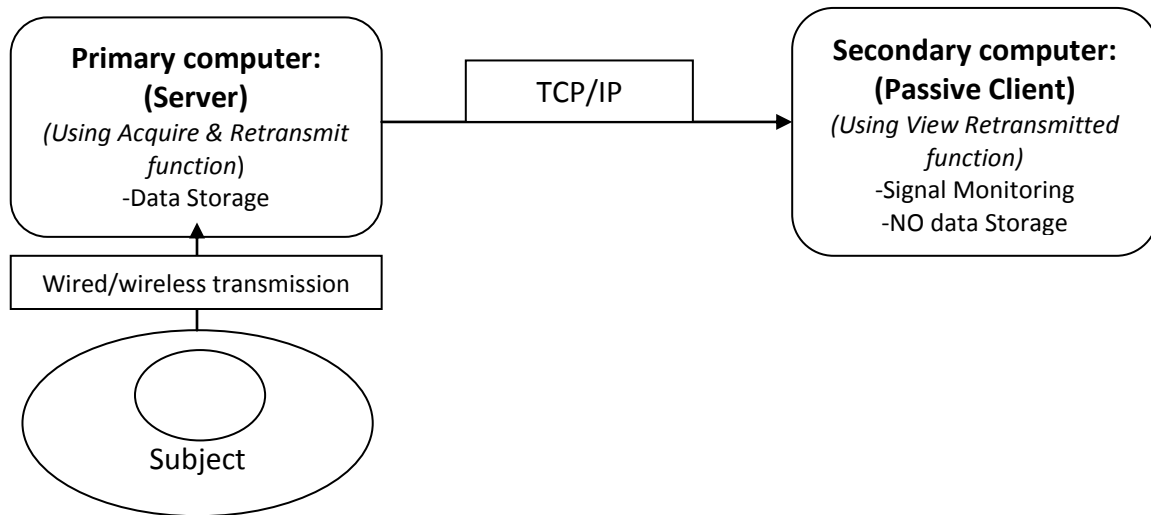 Primary computer:
(Server)
(Using Acquire & Retransmit
function)
-Data Storage
TCP/IP
Secondary computer:
(Passive Client)
(Using View Retransmitted
function)
-Signal Monitoring
-NO data Storage
Wired/wireless transmission
Subject